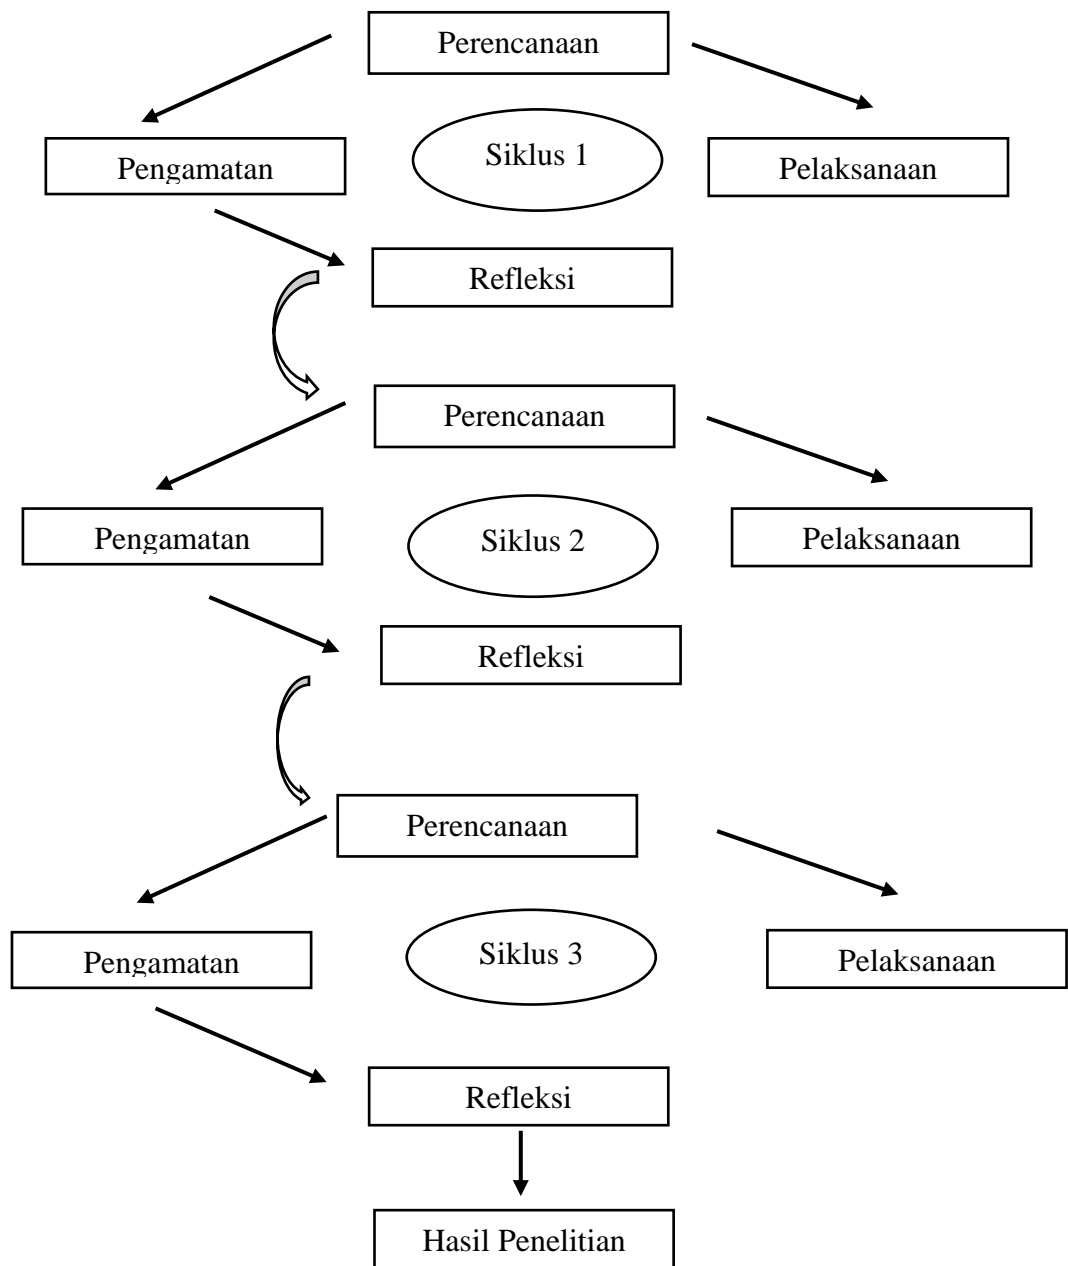 Perencanaan
Siklus 1
Pengamatan
Pelaksanaan
Refleksi
Perencanaan
Siklus 2
Pengamatan
Pelaksanaan
Refleksi
Perencanaan
Siklus 3
Pengamatan
Pelaksanaan
Refleksi
Hasil Penelitian